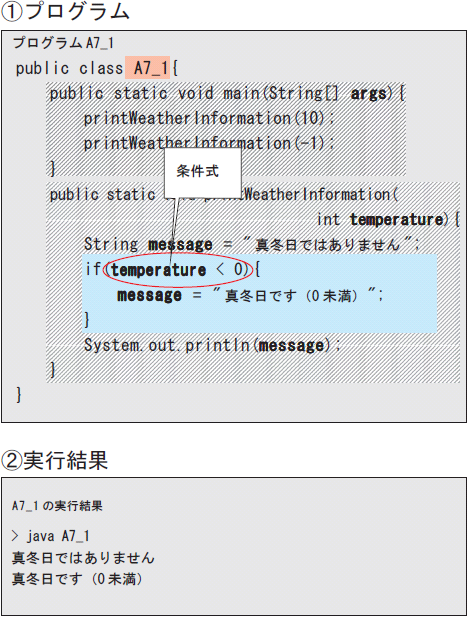 ①プログラム
プログラム A7_1
public class A7_1{
public static void main(String[] args){
printWeatherInformation(10);
printWeatherInformation(-1);
}
条件式
public static printWeatherInformation(
int temperature){
String message = "真冬日ではありません";
if(temperature < 0){
message = "真冬日です（0 未満）";
}
System.out.println(message);
}
}
②実行結果
A7_1 の実行結果
> java A7_1
真冬日ではありません
真冬日です（0 未満）